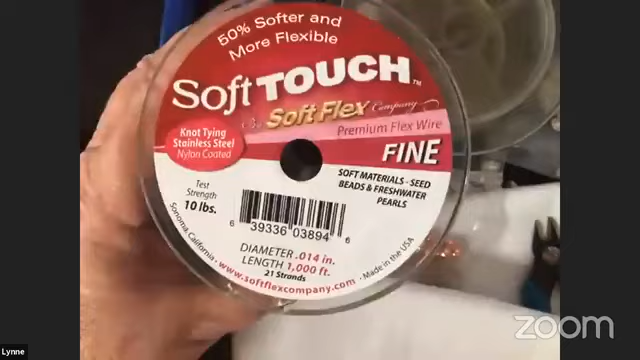 50% Softer and
More Flexible
Soft TOUCH™
Soft Flex Company
Premium Flex Wire
Knot Tying
Stainless Steel
Nylon Coated
FINE
SOFT MATERIALS - SEED
BEADS & FRESHWATER
PEARLS
Test
Strength
10 lbs.
6 39336 03894 6
DIAMETER .014 in.
LENGTH 1,000 ft.
21 Strands
Sonoma, California • www.softflexcompany.com • Made in the USA
zoom
Lynne